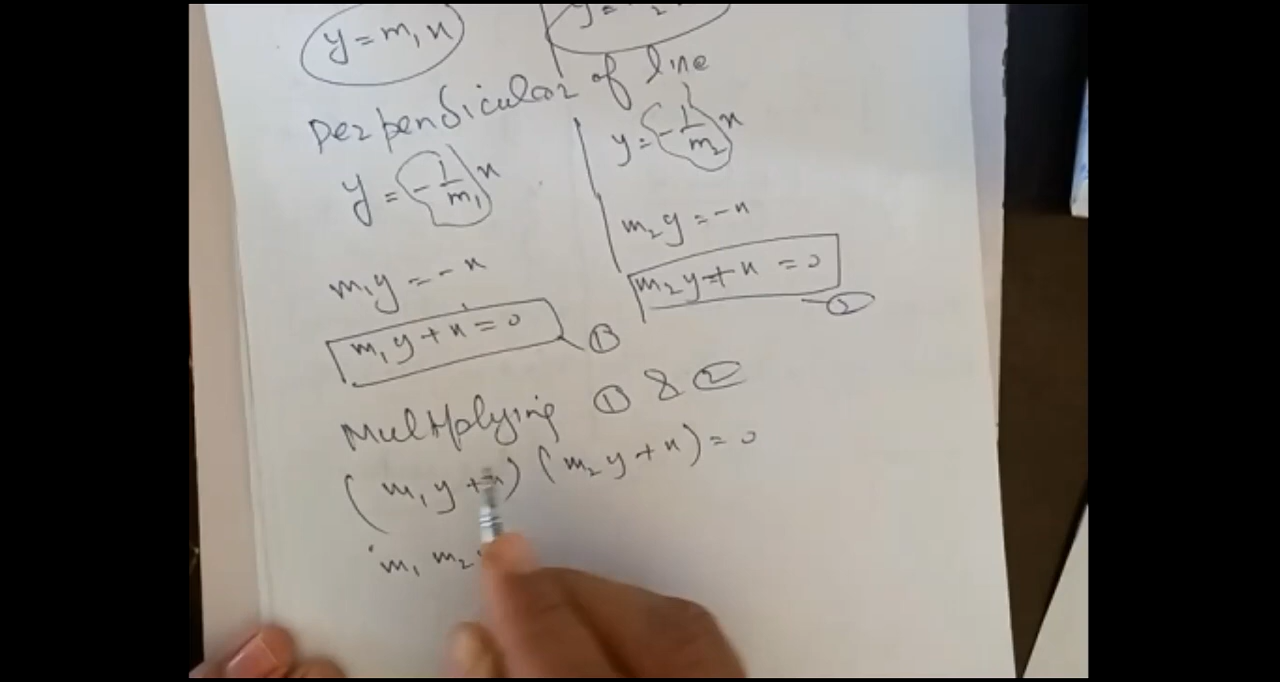 y = m₁x
y =
Perpendicular of line
y = -1/m₁ x
y = -1/m₂ x
m₁y = -x
m₂y = -x
m₁y + x = 0 ①
m₂y + x = 0 ②
Multiplying ① & ②
(m₁y + x) (m₂y + x) = 0
m₁ m₂